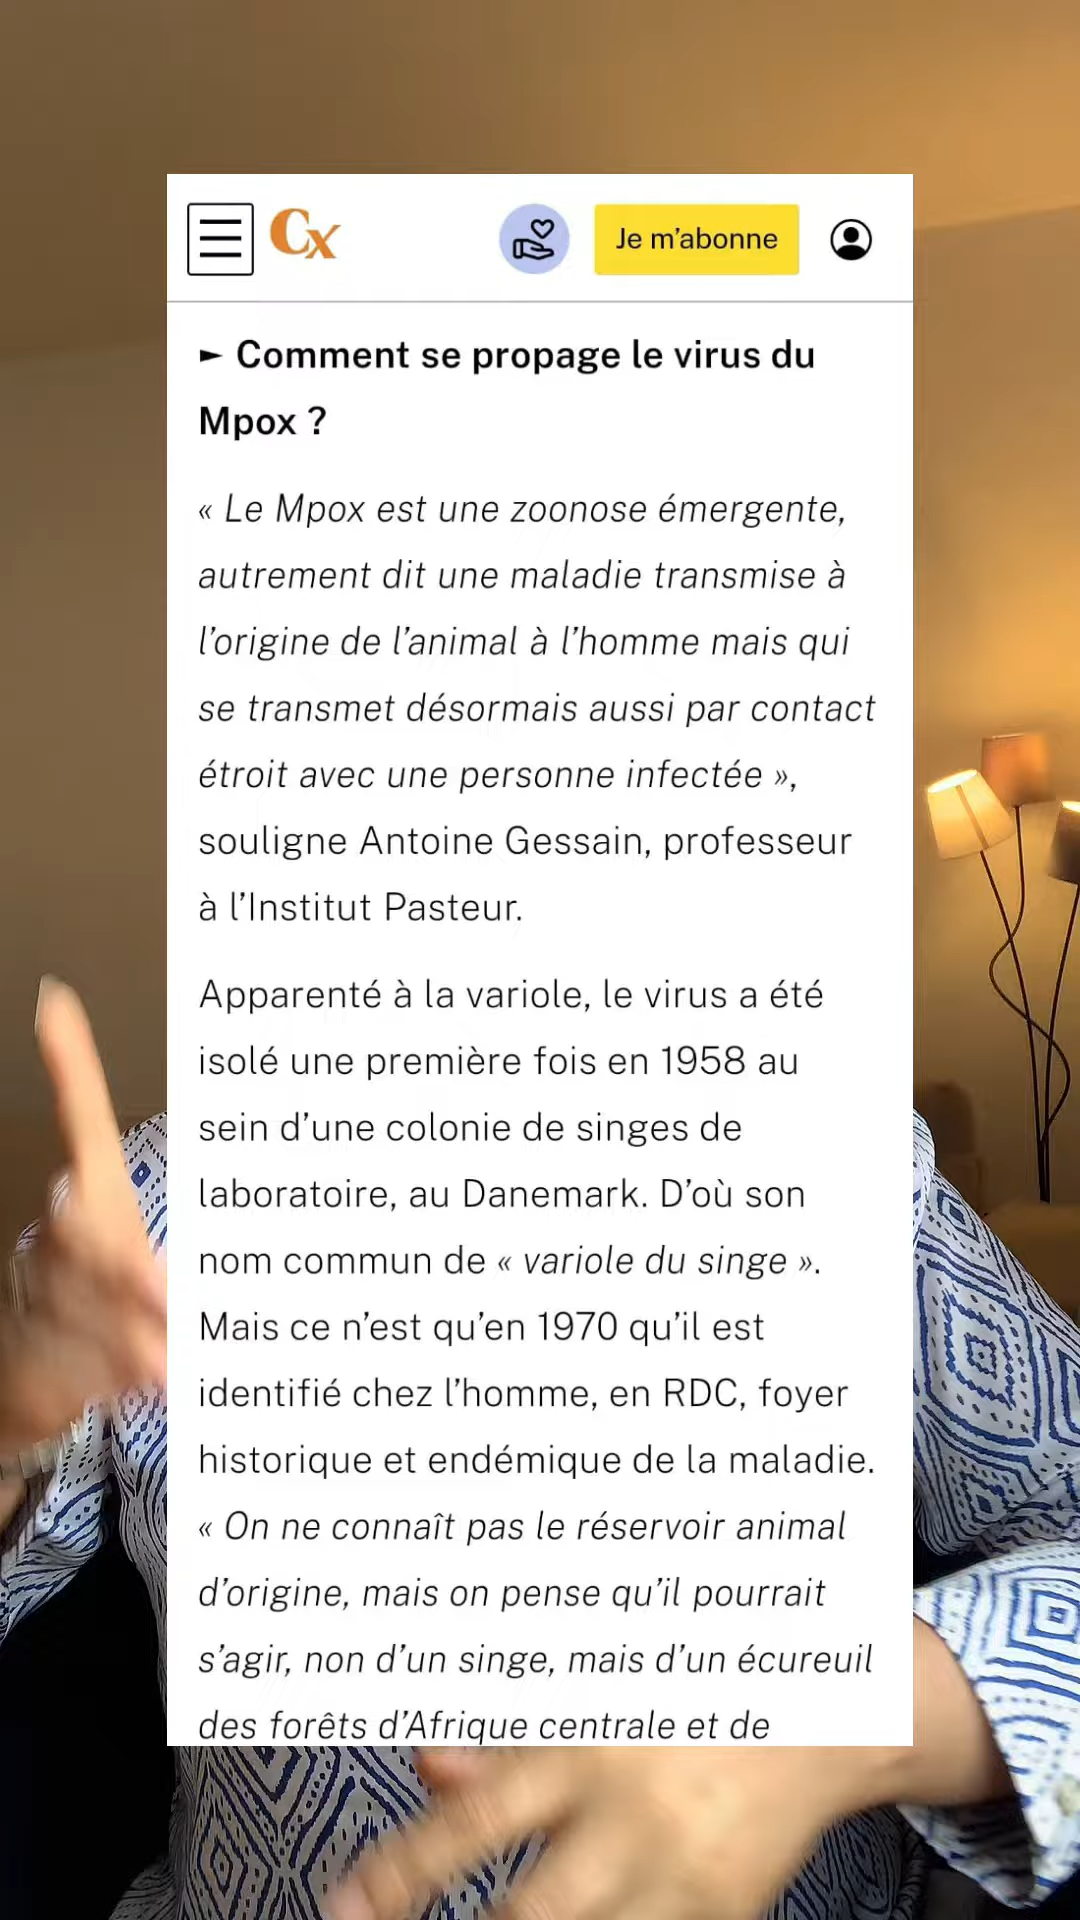 Cx
Je m’abonne
► Comment se propage le virus du
Mpox ?
« Le Mpox est une zoonose émergente,
autrement dit une maladie transmise à
l’origine de l’animal à l’homme mais qui
se transmet désormais aussi par contact
étroit avec une personne infectée »,
souligne Antoine Gessain, professeur
à l’Institut Pasteur.
Apparenté à la variole, le virus a été
isolé une première fois en 1958 au
sein d’une colonie de singes de
laboratoire, au Danemark. D’où son
nom commun de « variole du singe ».
Mais ce n’est qu’en 1970 qu’il est
identifié chez l’homme, en RDC, foyer
historique et endémique de la maladie.
« On ne connaît pas le réservoir animal
d’origine, mais on pense qu’il pourrait
s’agir, non d’un singe, mais d’un écureuil
des forêts d’Afrique centrale et de